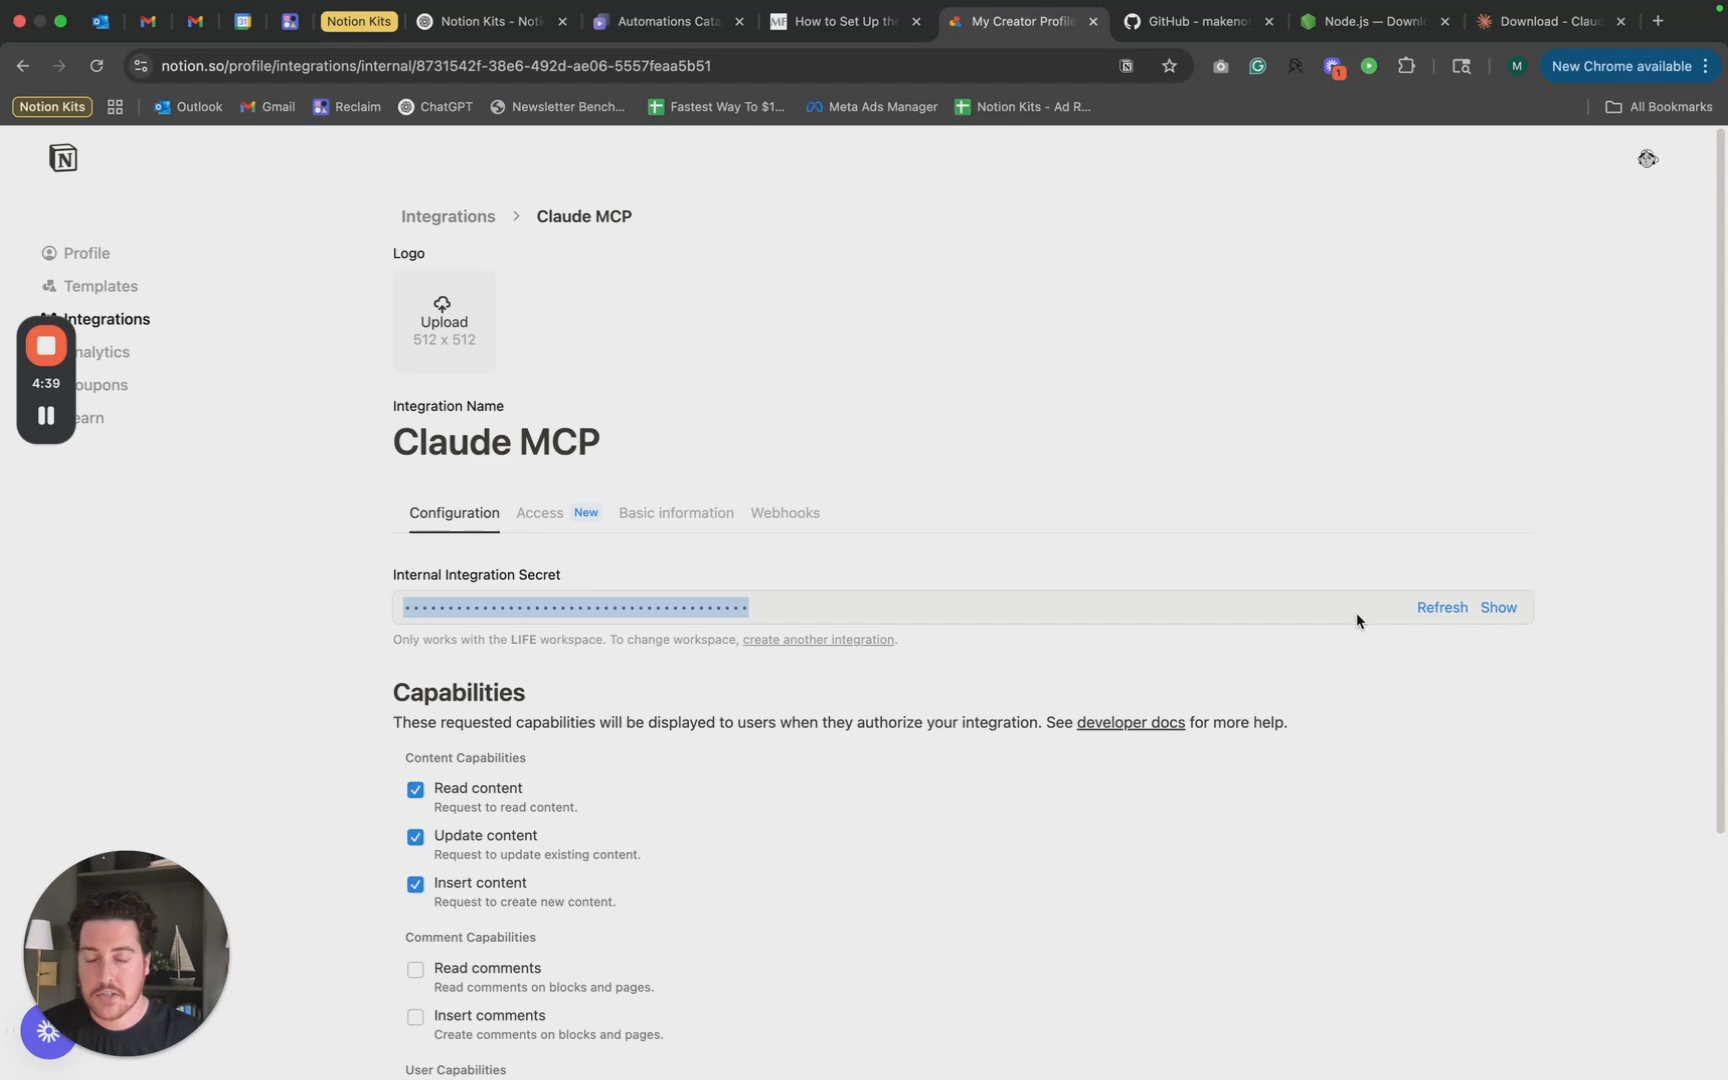 Notion Kits
Notion Kits - Noti
Automations Cata
How to Set Up the
My Creator Profile
GitHub - makeno
Node.js — Downl
Download - Claud
notion.so/profile/integrations/internal/8731542f-38e6-492d-ae06-5557feaa5b51
1
M
New Chrome available
Notion Kits
Outlook
Gmail
Reclaim
ChatGPT
Newsletter Bench...
Fastest Way To $1...
Meta Ads Manager
Notion Kits - Ad R...
All Bookmarks
Profile
Templates
Integrations
nalytics
oupons
earn
4:39
Integrations > Claude MCP
Logo
Upload
512 x 512
Integration Name
Claude MCP
Configuration Access New Basic information Webhooks
Internal Integration Secret
Refresh Show
Only works with the LIFE workspace. To change workspace, create another integration.
Capabilities
These requested capabilities will be displayed to users when they authorize your integration. See developer docs for more help.
Content Capabilities
Read content
Request to read content.
Update content
Request to update existing content.
Insert content
Request to create new content.
Comment Capabilities
Read comments
Read comments on blocks and pages.
Insert comments
Create comments on blocks and pages.
User Capabilities